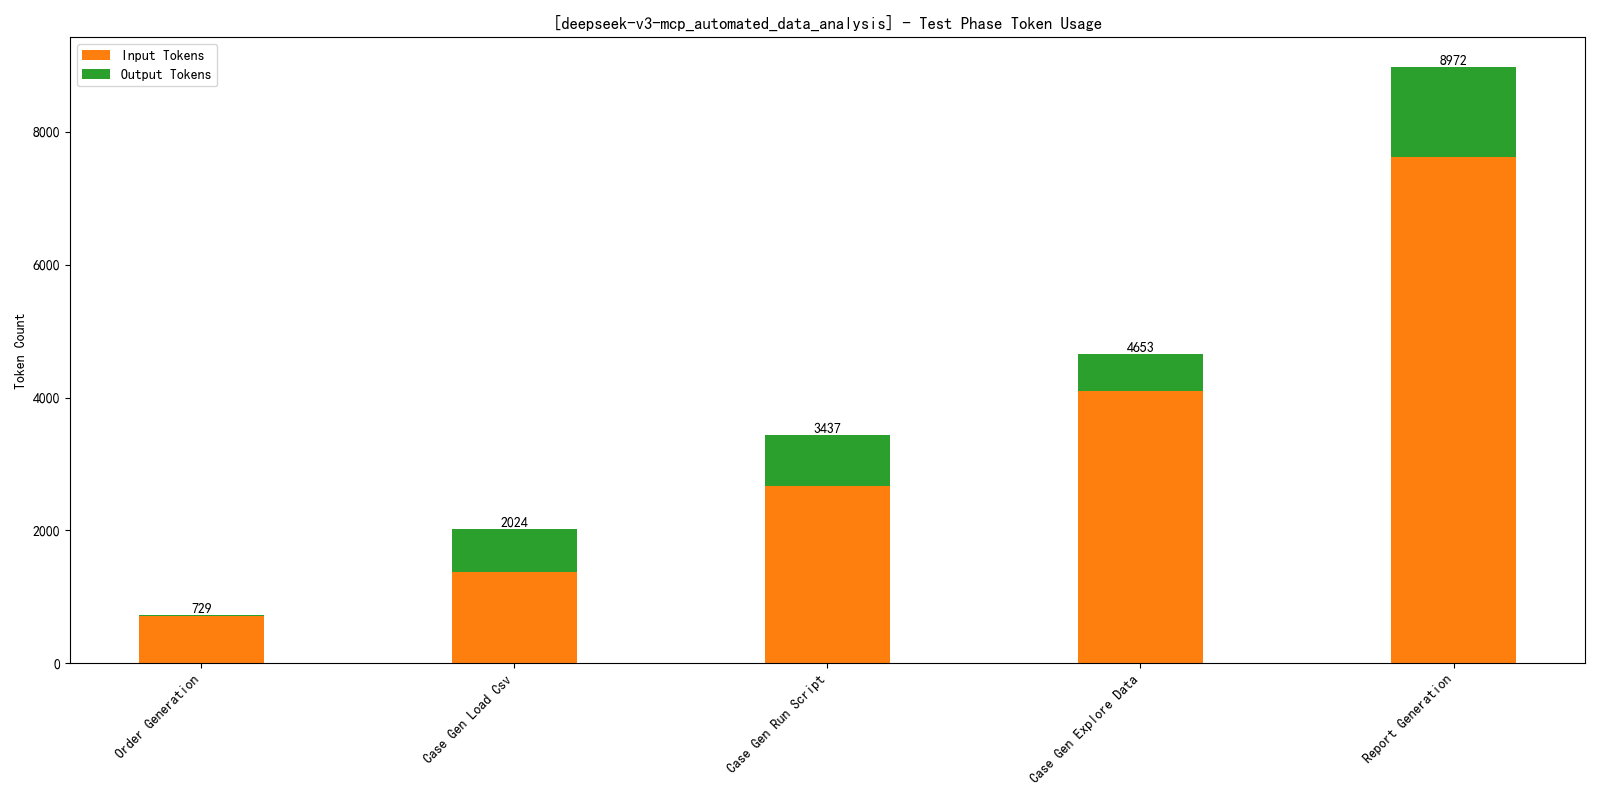 [deepseek-v3-mcp_automated_data_analysis] - Test Phase Token Usage
Input Tokens
Output Tokens
Token Count
8000
6000
4000
2000
0
729
2024
3437
4653
8972
Order Generation
Case Gen Load Csv
Case Gen Run Script
Case Gen Explore Data
Report Generation